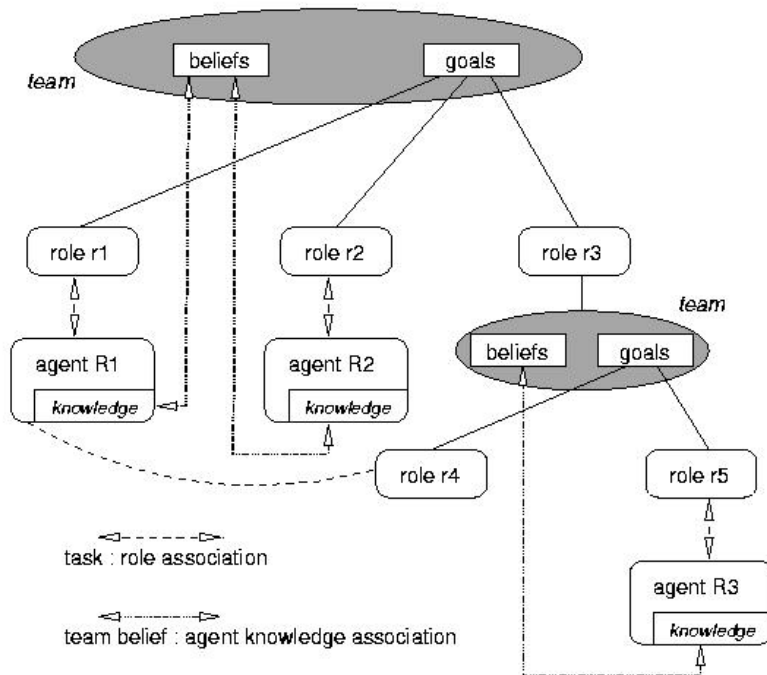 beliefs
goals
team
role r1
role r2
role r3
team
agent R1
knowledge
agent R2
knowledge
beliefs
goals
role r4
role r5
task : role association
agent R3
knowledge
team belief : agent knowledge association